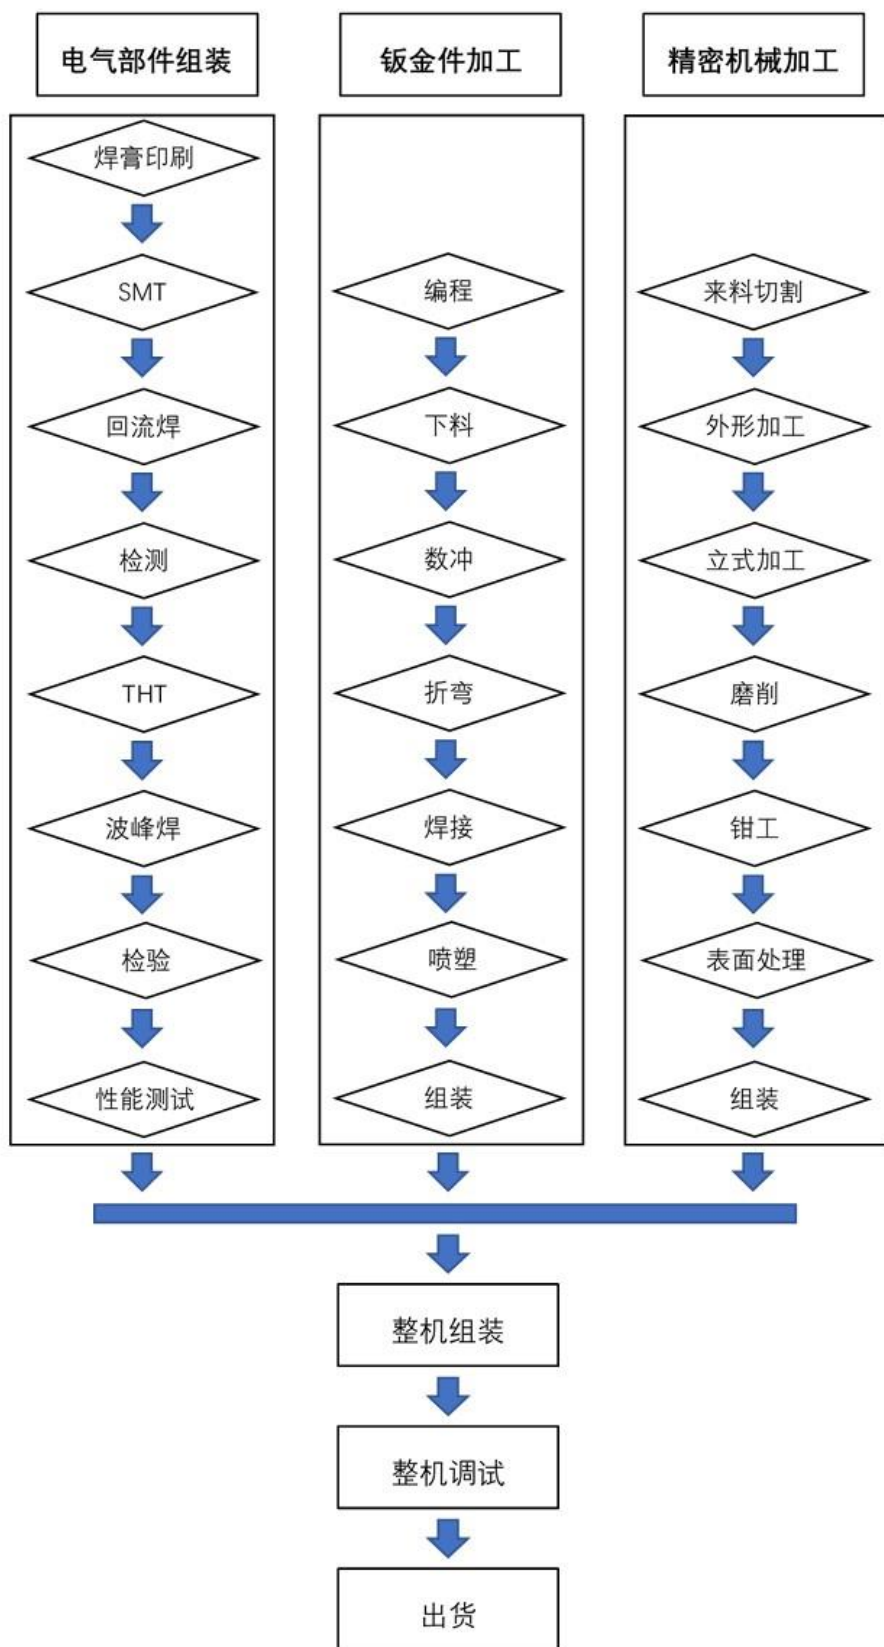 电气部件组装
钣金件加工
精密机械加工
焊膏印刷
SMT
回流焊
检测
THT
波峰焊
检验
性能测试
编程
下料
数冲
折弯
焊接
喷塑
组装
来料切割
外形加工
立式加工
磨削
钳工
表面处理
组装
整机组装
整机调试
出货